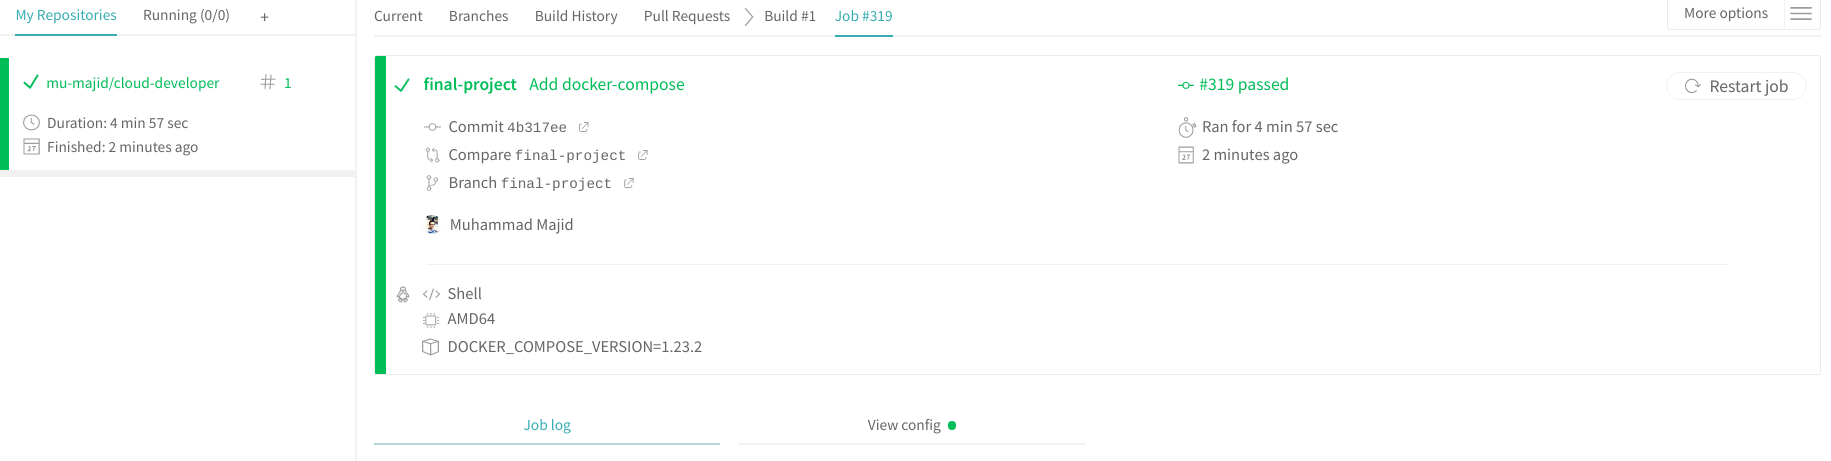 My Repositories Running (0/0) +
Current Branches Build History Pull Requests Build #1 Job #319
More options
mu-majid/cloud-developer # 1
Duration: 4 min 57 sec
Finished: 2 minutes ago
final-project Add docker-compose
#319 passed
Restart job
Commit 4b317ee
Ran for 4 min 57 sec
Compare final-project
2 minutes ago
Branch final-project
Muhammad Majid
</> Shell
AMD64
DOCKER_COMPOSE_VERSION=1.23.2
Job log
View config